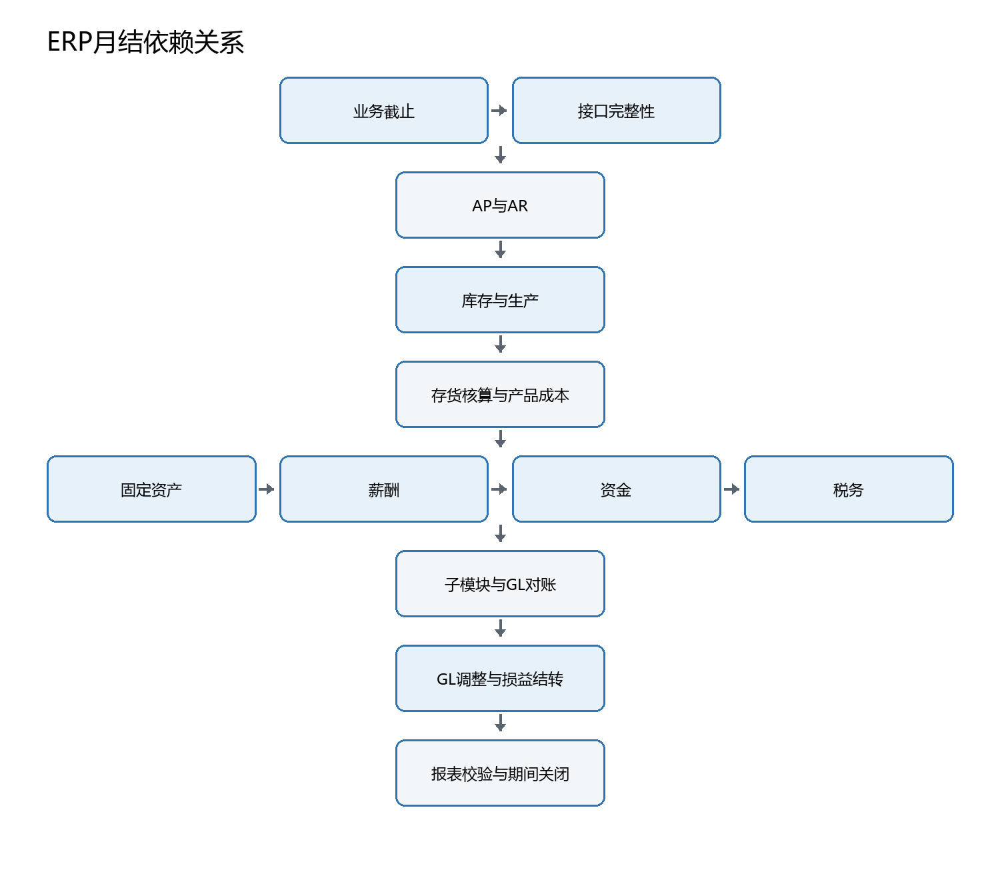 ERP月结依赖关系
业务截止
接口完整性
AP与AR
库存与生产
存货核算与产品成本
固定资产
薪酬
资金
税务
子模块与GL对账
GL调整与损益结转
报表校验与期间关闭